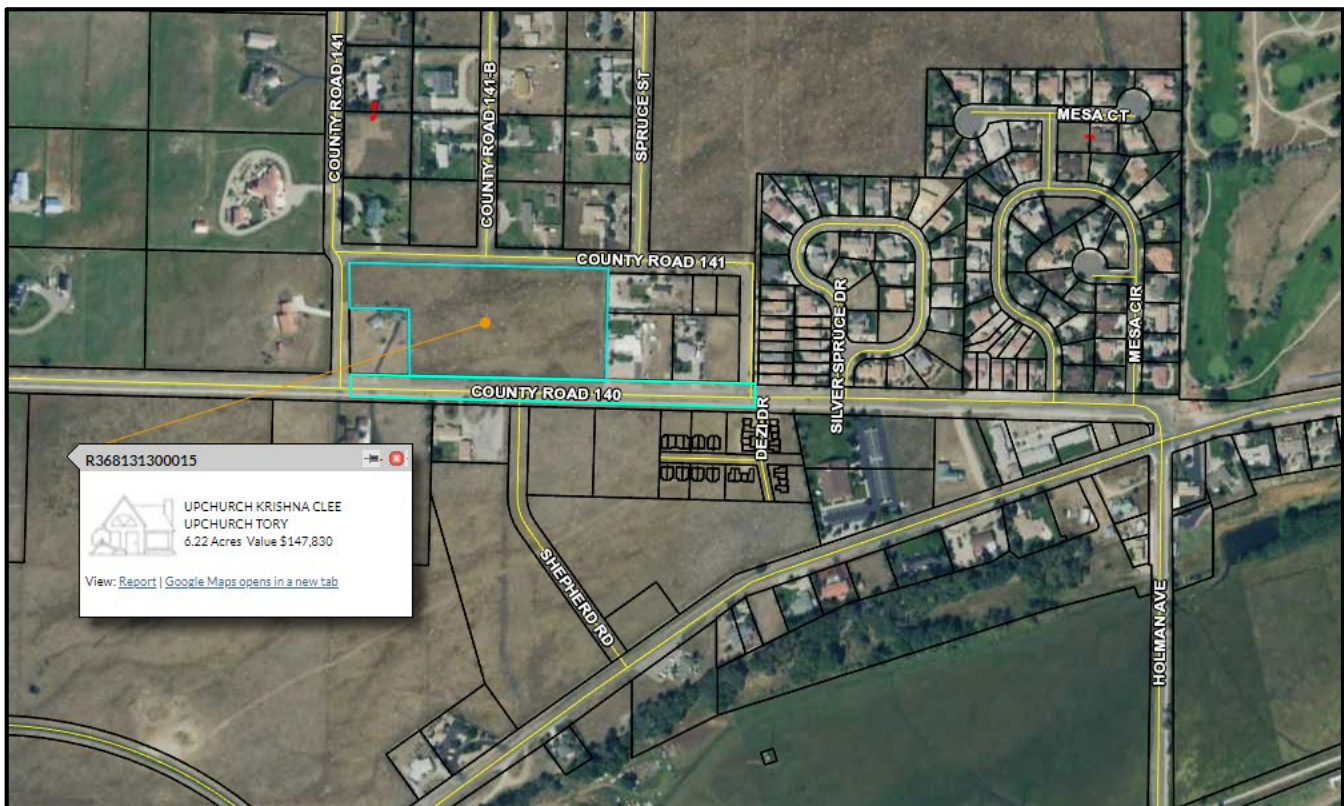 COUNTY ROAD 141
COUNTY ROAD 141-B
SPRUCE ST
MESA CT
COUNTY ROAD 141
SILVER SPRUCE DR
MESA CIR
COUNTY ROAD 140
DEZI DR
R368131300015
UPCHURCH KRISHNA CLEE
UPCHURCH TORY
6.22 Acres Value $147,830
View: Report | Google Maps opens in a new tab
SHEPHERD RD
HOLMAN AVE